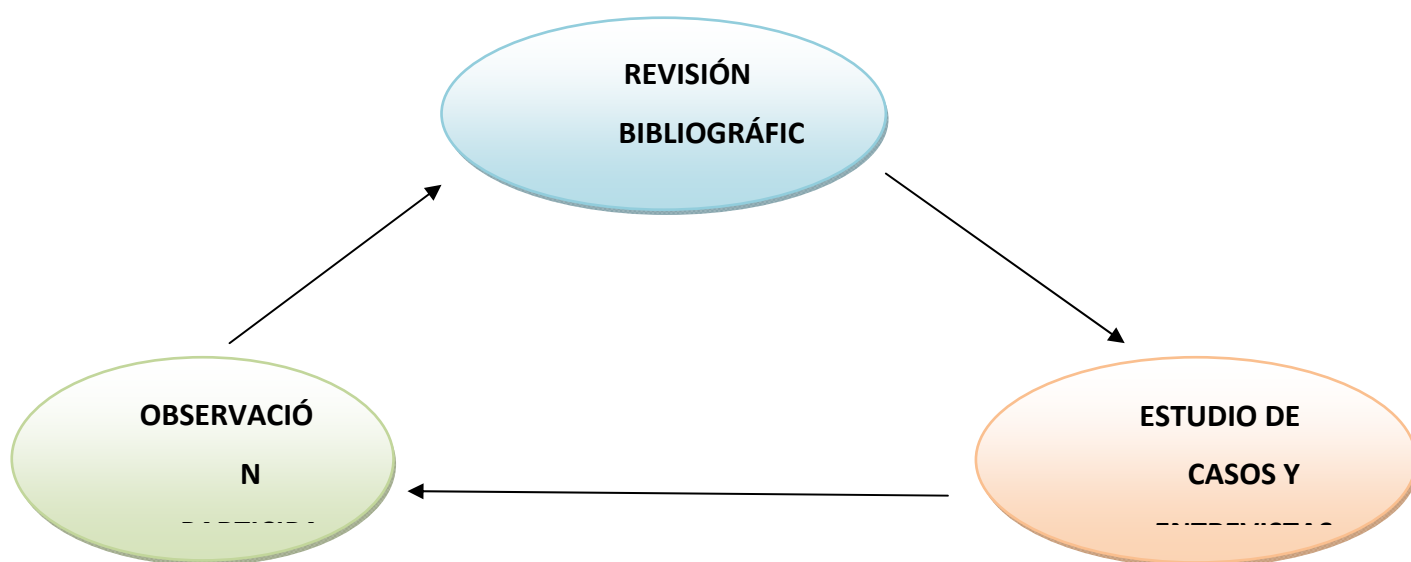 REVISIÓN
BIBLIOGRÁFIC
OBSERVACIÓ
N
ESTUDIO DE
CASOS Y